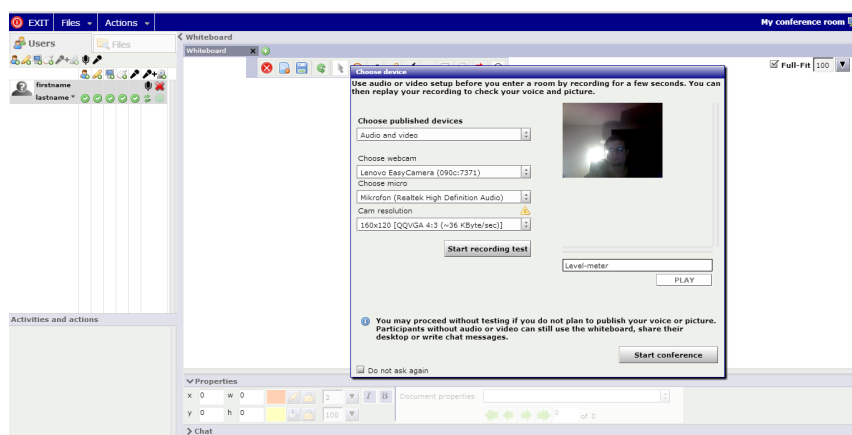 EXIT Files Actions
My conference room
Users
Files
firstname
lastname *
Activities and actions
Whiteboard
Whiteboard X
Full-Fit 100
Choose device
Use audio or video setup before you enter a room by recording for a few seconds. You can
then replay your recording to check your voice and picture.
Choose published devices
Audio and video
Choose webcam
Lenovo EasyCamera (090c:7371)
Choose micro
Mikrofon (Realtek High Definition Audio)
Cam resolution
160x120 [QQVGA 4:3 (~36 KByte/sec)]
Start recording test
Level-meter
PLAY
You may proceed without testing if you do not plan to publish your voice or picture.
Participants without audio or video can still use the whiteboard, share their
desktop or write chat messages.
Start conference
Do not ask again
Properties
x 0 w 0 2 I B Document properties
y 0 h 0 100 0 of 0
Chat